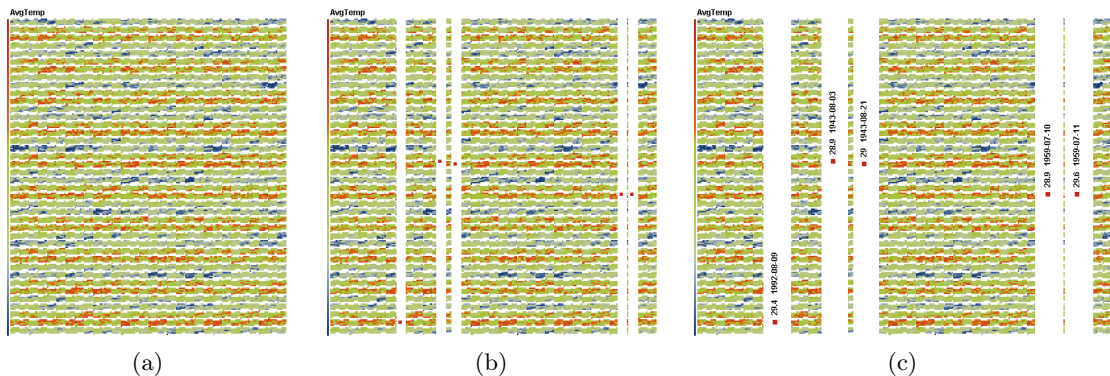 AvgTemp
AvgTemp
AvgTemp
29.4 1992-08-09
28.9 1943-08-03
29 1943-08-21
28.9 1959-07-10
29.6 1959-07-11
(a)
(b)
(c)